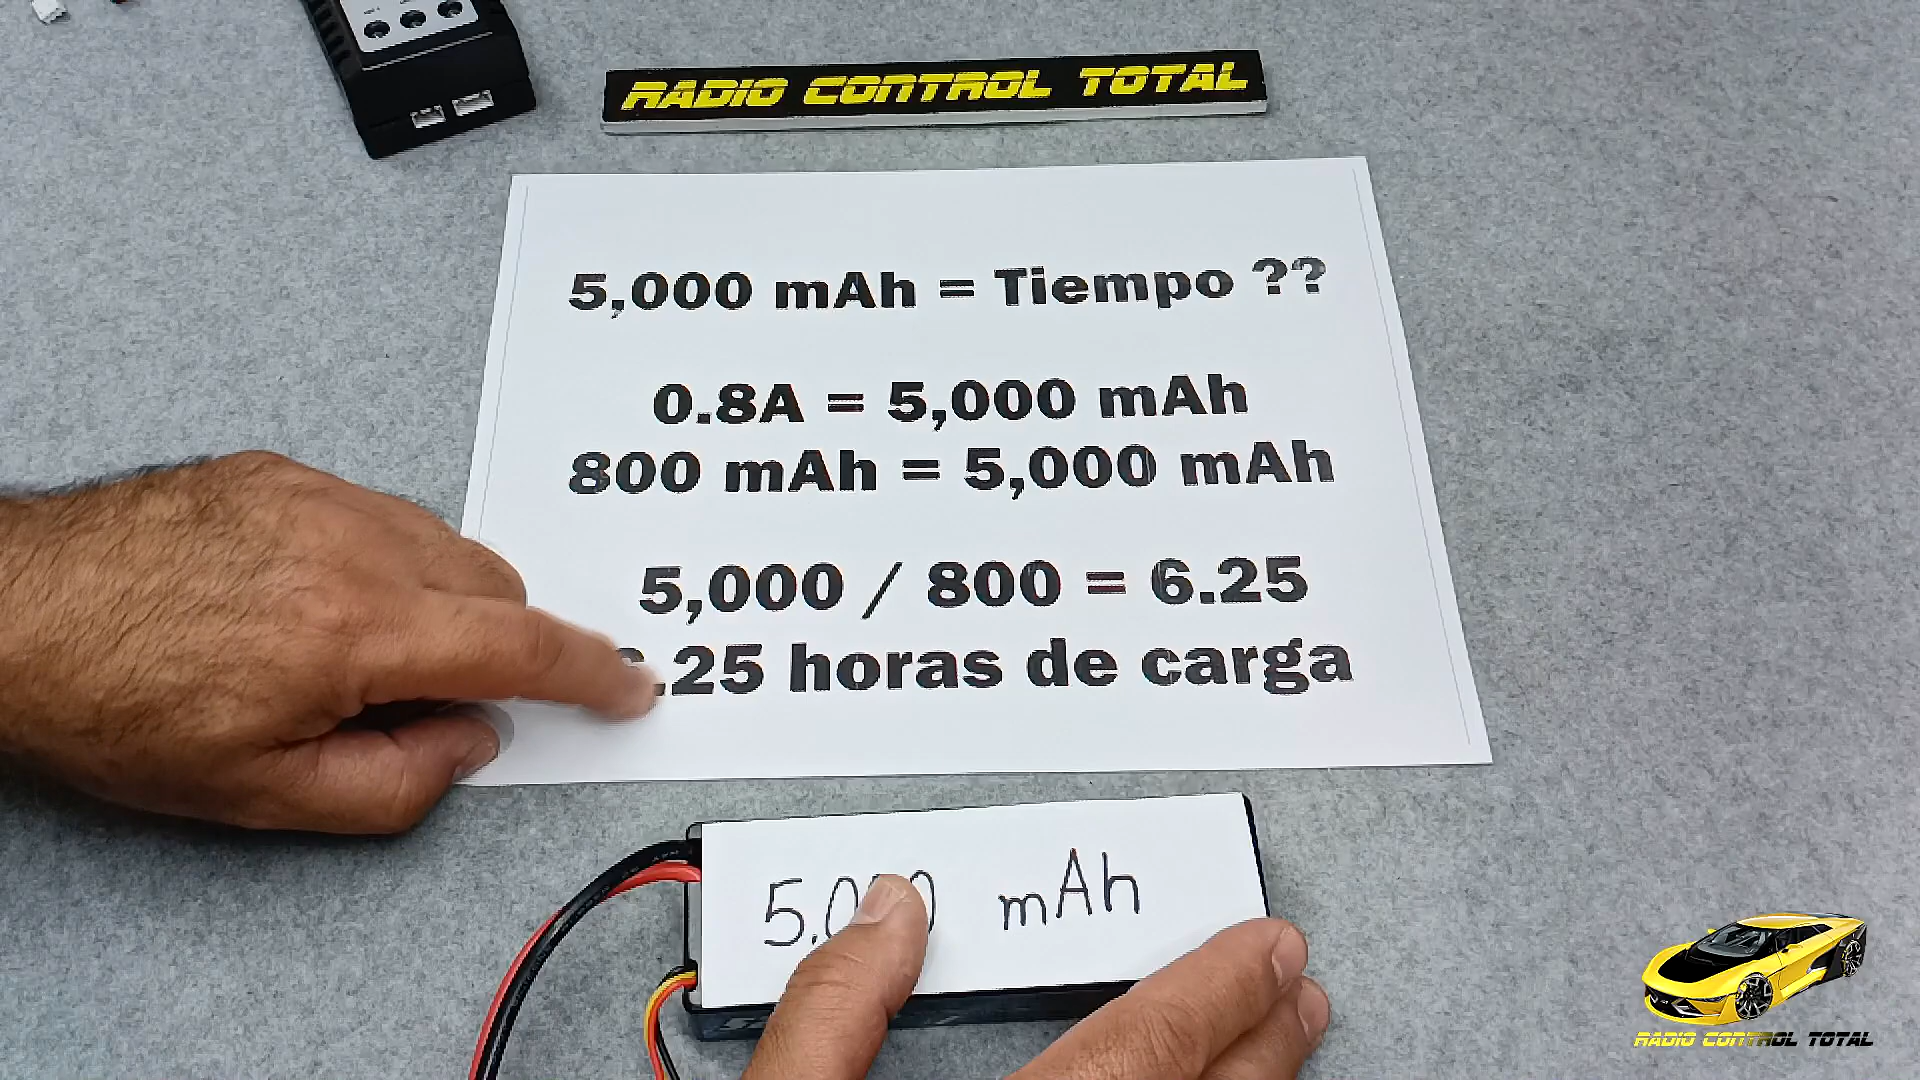 RADIO CONTROL TOTAL
5,000 mAh = Tiempo ??
0.8A = 5,000 mAh
800 mAh = 5,000 mAh
5,000 / 800 = 6.25
.25 horas de carga
mAh
RADIO CONTROL TOTAL